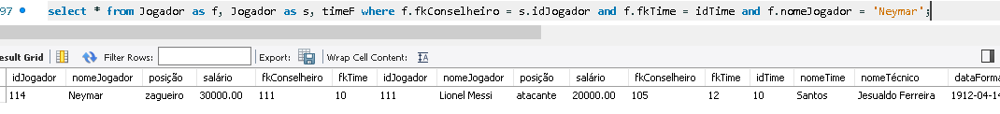 97 select * from Jogador as f, Jogador as s, timeF where f.fkConselheiro = s.idJogador and f.fkTime = idTime and f.nomeJogador = 'Neymar';
esult Grid Filter Rows: Export: Wrap Cell Content: IA
idJogador nomeJogador posição salário fkConselheiro fkTime idJogador nomeJogador posição salário fkConselheiro fkTime idTime nomeTime nomeTécnico dataForma
114 Neymar zagueiro 30000.00 111 10 111 Lionel Messi atacante 20000.00 105 12 10 Santos Jesualdo Ferreira 1912-04-14